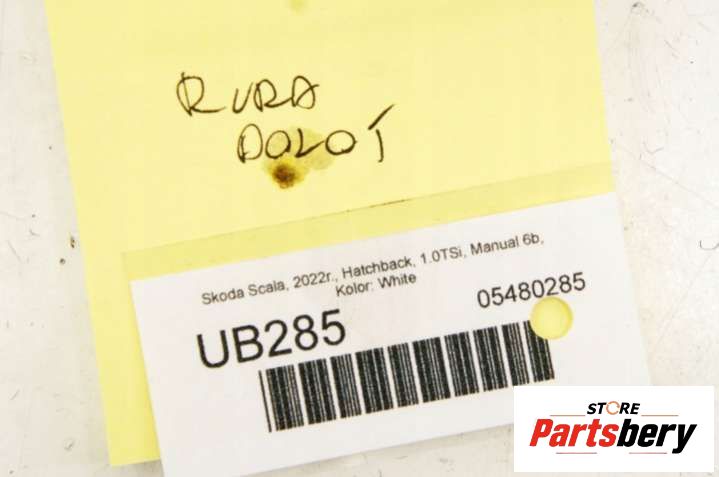 RURA
DOLOT
Skoda Scala, 2022r., Hatchback, 1.0TSi, Manual 6b,
Kolor: White
05480285
UB285
STORE
Partsbery